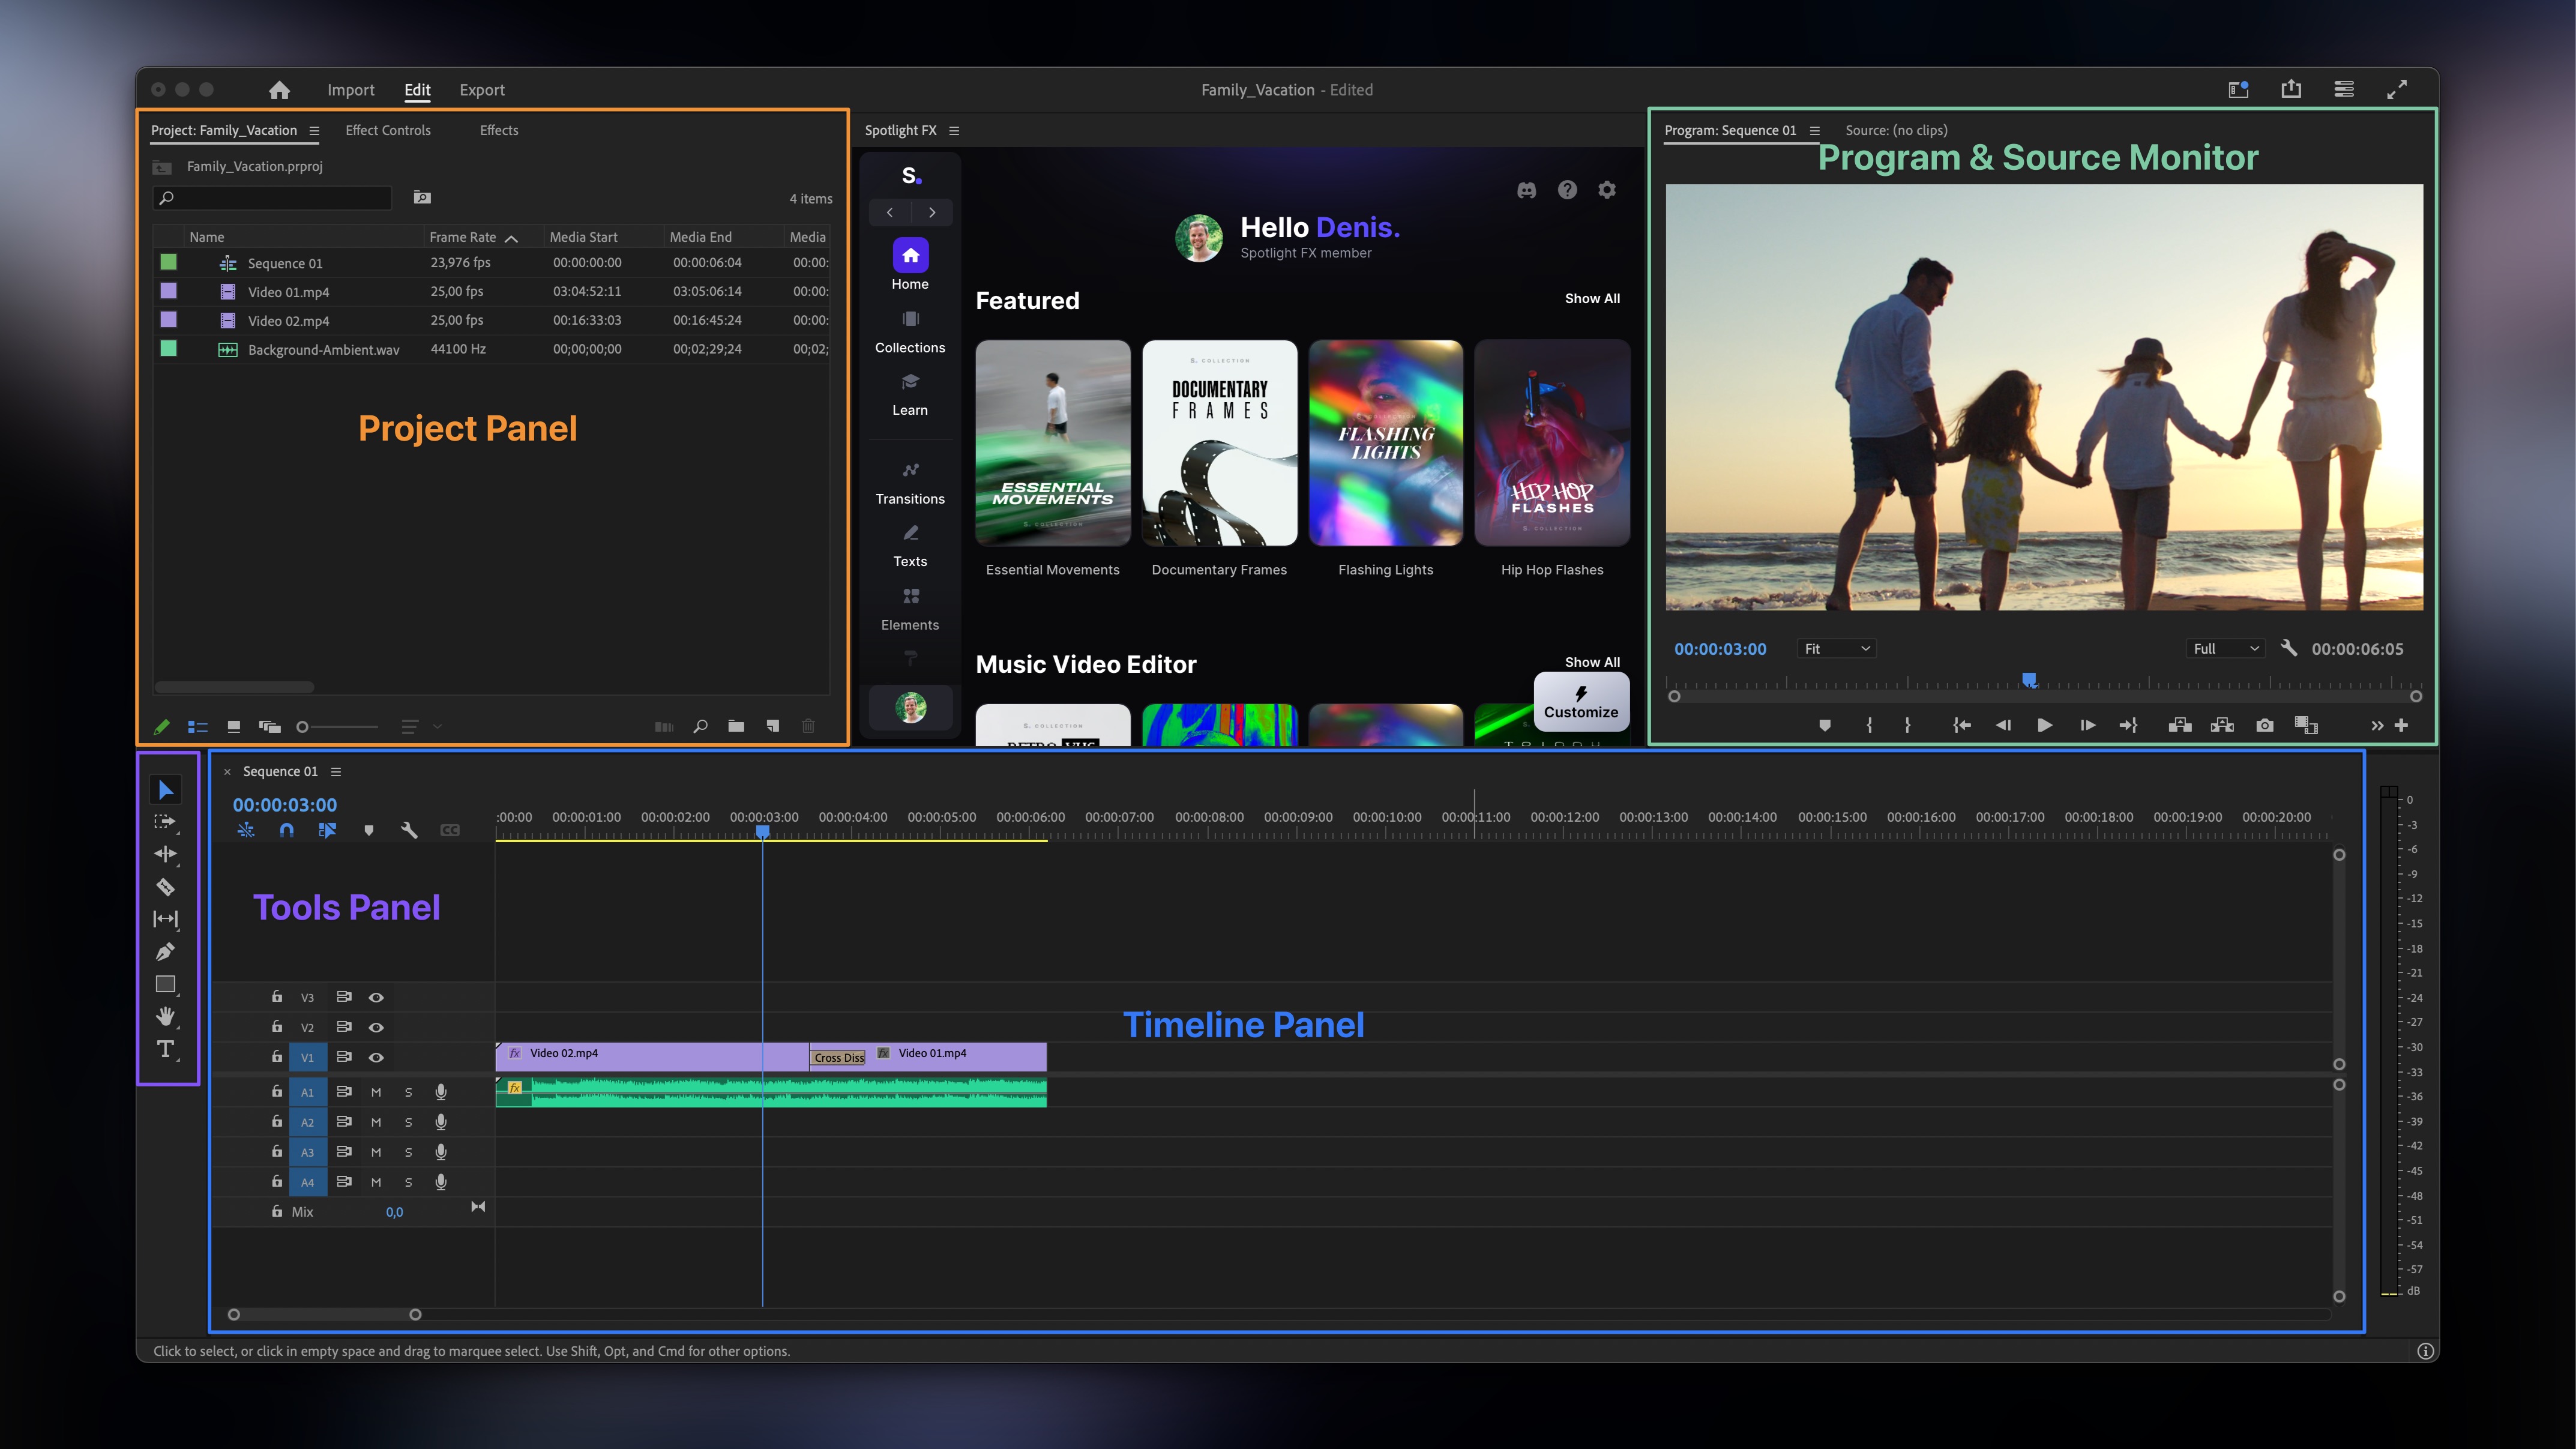 Import
Edit
Export
Family_Vacation - Edited
Project: Family_Vacation
Effect Controls
Effects
Family_Vacation.prproj
4 items
Name Frame Rate Media Start Media End Media
Sequence 01 23,976 fps 00:00:00:00 00:00:06:04 00:00:
Video 01.mp4 25,00 fps 03:04:52:11 03:05:06:14 00:00:
Video 02.mp4 25,00 fps 00:16:33:03 00:16:45:24 00:00:
Background-Ambient.wav 44100 Hz 00;00;00;00 00;02;29;24 00;02;
Project Panel
Spotlight FX
S.
Home
Collections
Learn
Transitions
Texts
Elements
Hello Denis.
Spotlight FX member
Featured
Show All
ESSENTIAL
MOVEMENTS
S. COLLECTION
S. COLLECTION
DOCUMENTARY
FRAMES
COLLECTION
FLASHING
LIGHTS
HIP HOP
FLASHES
S. COLLECTION
Essential Movements
Documentary Frames
Flashing Lights
Hip Hop Flashes
Music Video Editor
Show All
Customize
S. COLLECTION
RETRO VHS
Program: Sequence 01
Source: (no clips)
Program & Source Monitor
00:00:03:00
Fit
Full
00:00:06:05
Sequence 01
00:00:03:00
CC
:00:00 00:00:01:00 00:00:02:00 00:00:03:00 00:00:04:00 00:00:05:00 00:00:06:00 00:00:07:00 00:00:08:00 00:00:09:00 00:00:10:00 00:00:11:00 00:00:12:00 00:00:13:00 00:00:14:00 00:00:15:00 00:00:16:00 00:00:17:00 00:00:18:00 00:00:19:00 00:00:20:00
Tools Panel
Timeline Panel
V3
V2
V1
fx Video 02.mp4
Cross Diss
fx Video 01.mp4
A1 M S
fx
A2 M S
A3 M S
A4 M S
Mix 0,0
0
-3
-6
-9
-12
-15
-18
-21
-24
-27
-30
-33
-36
-39
-42
-45
-48
-51
-54
-57
dB
Click to select, or click in empty space and drag to marquee select. Use Shift, Opt, and Cmd for other options.